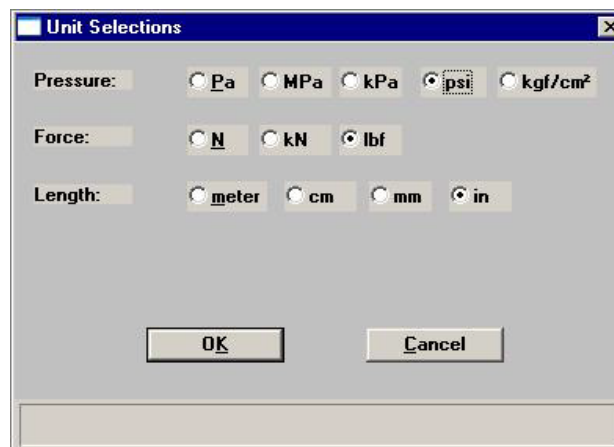 Unit Selections
Pressure: Pa MPa kPa psi kgf/cm²
Force: N kN lbf
Length: meter cm mm in
OK Cancel